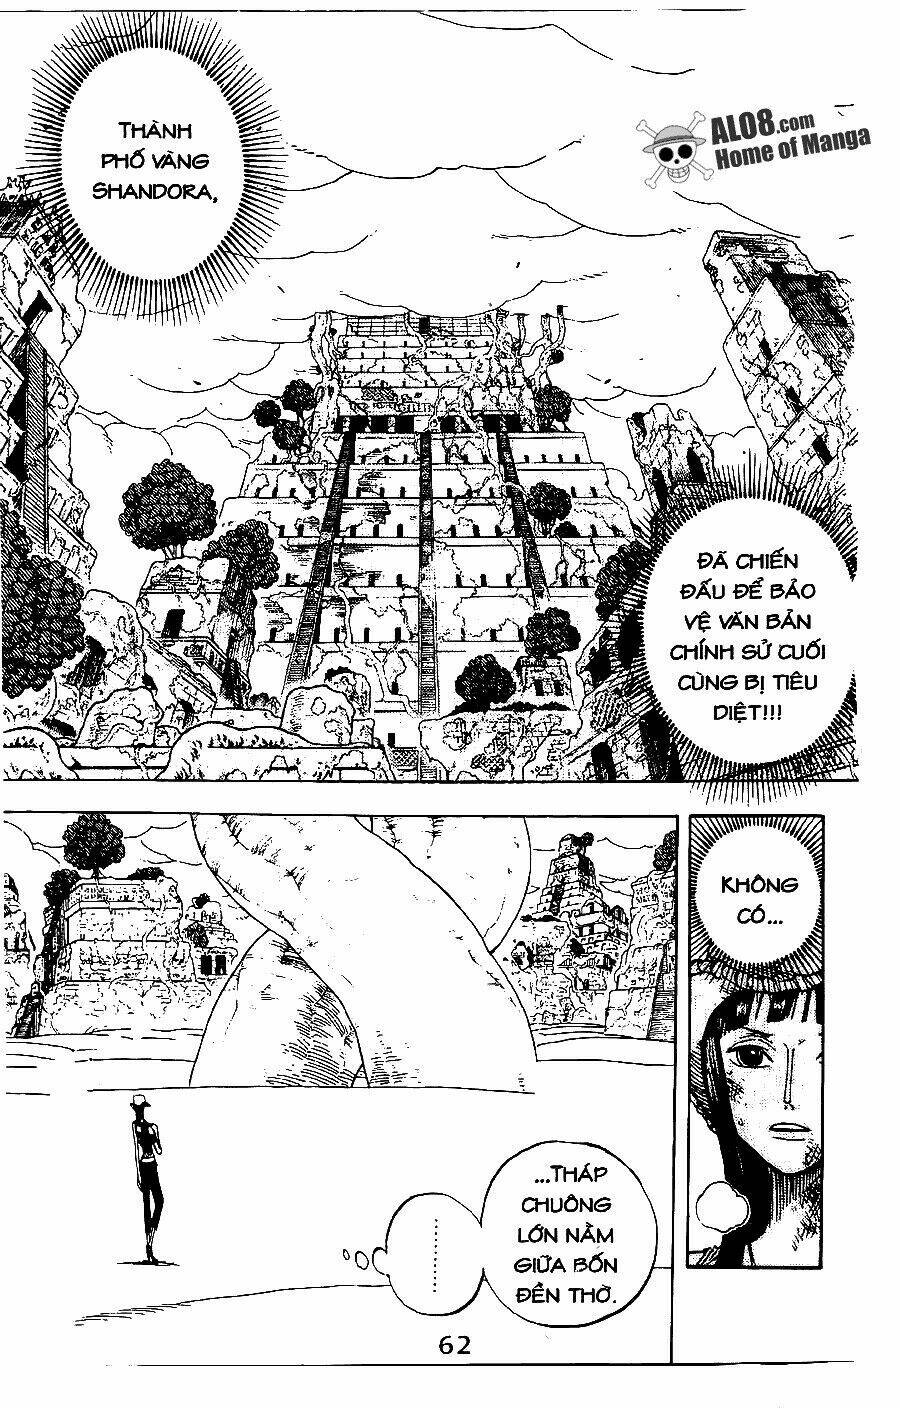 THÀNH
PHỐ VÀNG
SHANDORA,
AL08.com
Home of Manga
ĐÃ CHIẾN
ĐẤU ĐỂ BẢO
VỆ VĂN BẢN
CHÍNH SỬ CUỐI
CÙNG BỊ TIÊU
DIỆT!!!
KHÔNG
CÓ...
...THÁP
CHUÔNG
LỚN NẰM
GIỮA BỐN
ĐỀN THỜ.
.........
62